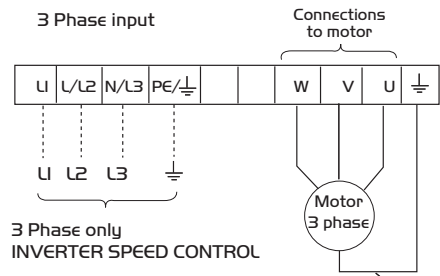 3 Phase input
Connections
to motor
L1 L/L2 N/L3 PE/⏚ W V U ⏚
L1 L2 L3 ⏚
Motor
3 phase
3 Phase only
INVERTER SPEED CONTROL